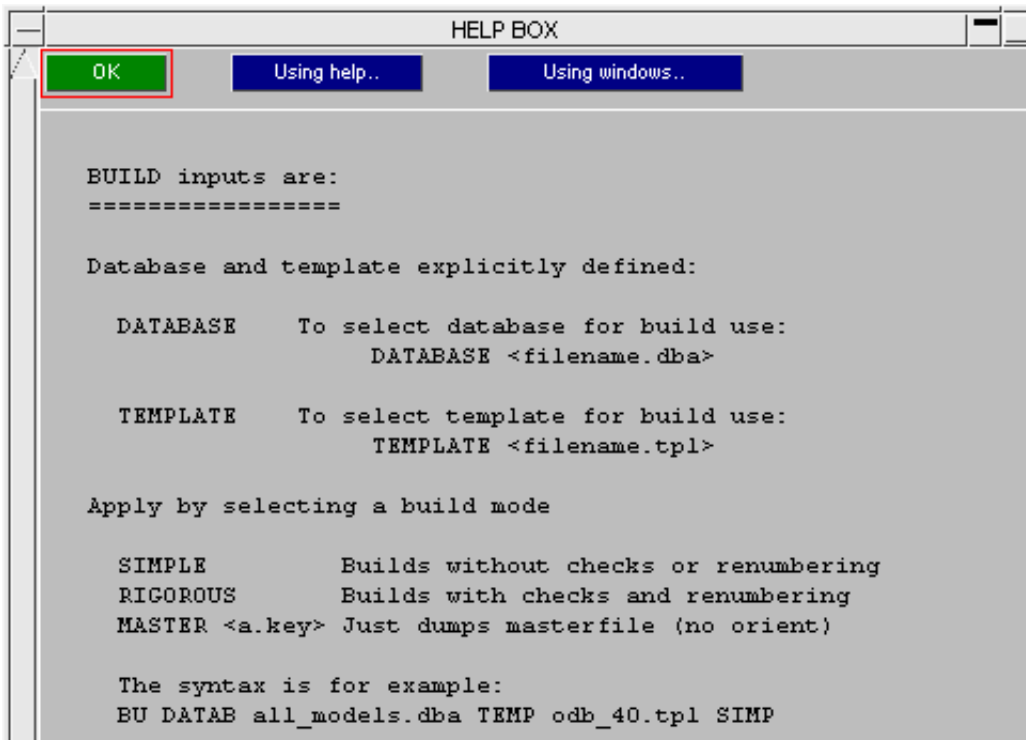 HELP BOX
OK Using help.. Using windows..
BUILD inputs are:
=================
Database and template explicitly defined:
DATABASE To select database for build use:
DATABASE <filename.dba>
TEMPLATE To select template for build use:
TEMPLATE <filename.tpl>
Apply by selecting a build mode
SIMPLE Builds without checks or renumbering
RIGOROUS Builds with checks and renumbering
MASTER <a.key> Just dumps masterfile (no orient)
The syntax is for example:
BU DATAB all_models.dba TEMP odb_40.tpl SIMP